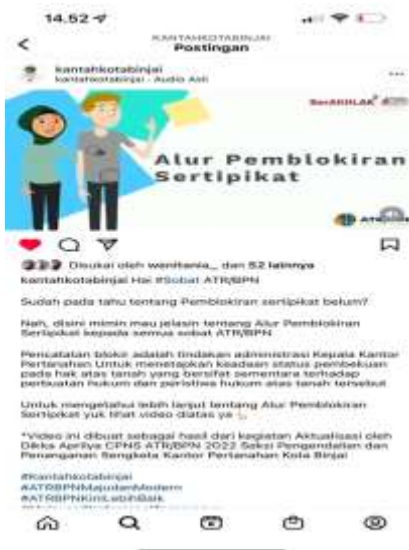 14.52
KANTAHKOTABINJAI
Postingan
kantahkotabinjai
kantahkotabinjai · Audio Asli
BerAKHLAK
Alur Pemblokiran
Sertipikat
Disukai oleh wenitania_ dan 52 lainnya
kantahkotabinjai Hai #Sobat ATR/BPN
Sudah pada tahu tentang Pemblokiran sertipikat belum?
Nah, disini mimin mau jelasin tentang Alur Pemblokiran
Sertipikat kepada semua sobat ATR/BPN
Pencatatan blokir adalah tindakan administrasi Kepala Kantor
Pertanahan Untuk menetapkan keadaan status pembekuan
pada hak atas tanah yang bersifat sementara terhadap
perbuatan hukum dan peristiwa hukum atas tanah tersebut
Untuk mengetahui lebih lanjut tentang Alur Pemblokiran
Sertipikat yuk lihat video diatas ya
*Video ini dibuat sebagai hasil dari kegiatan Aktualisasi oleh
Dikka Apriliya CPNS ATR/BPN 2022 Seksi Pengendalian dan
Penanganan Sengketa Kantor Pertanahan Kota Binjai
#Kantahkotabinjai
#ATRBPNMajudanModern
#ATRBPNKiniLebihBaik